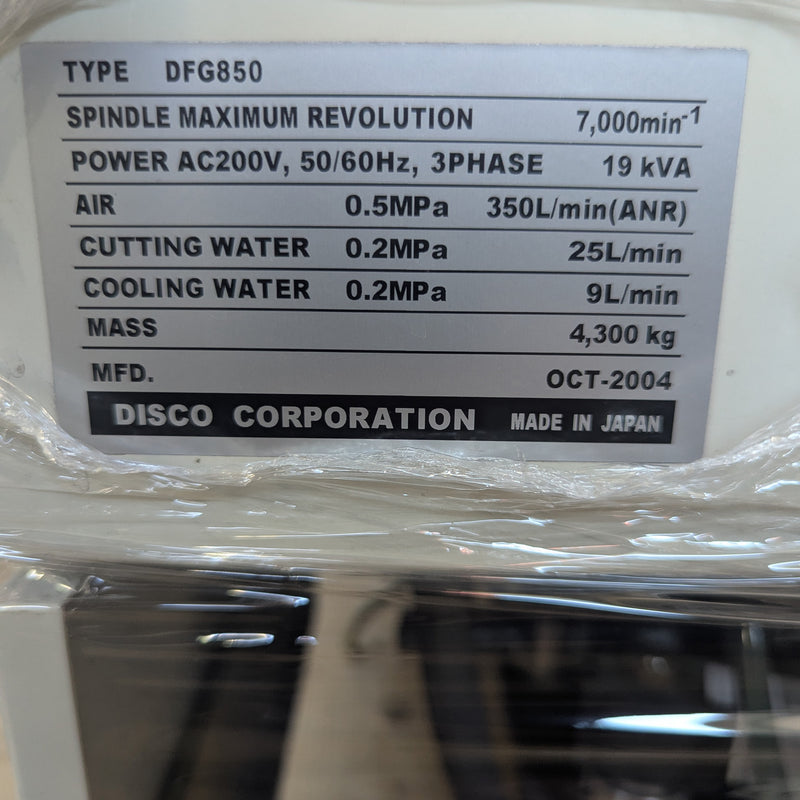 TYPE DFG850
SPINDLE MAXIMUM REVOLUTION 7,000min⁻¹
POWER AC200V, 50/60Hz, 3PHASE 19 kVA
AIR 0.5MPa 350L/min(ANR)
CUTTING WATER 0.2MPa 25L/min
COOLING WATER 0.2MPa 9L/min
MASS 4,300 kg
MFD. OCT-2004
DISCO CORPORATION MADE IN JAPAN